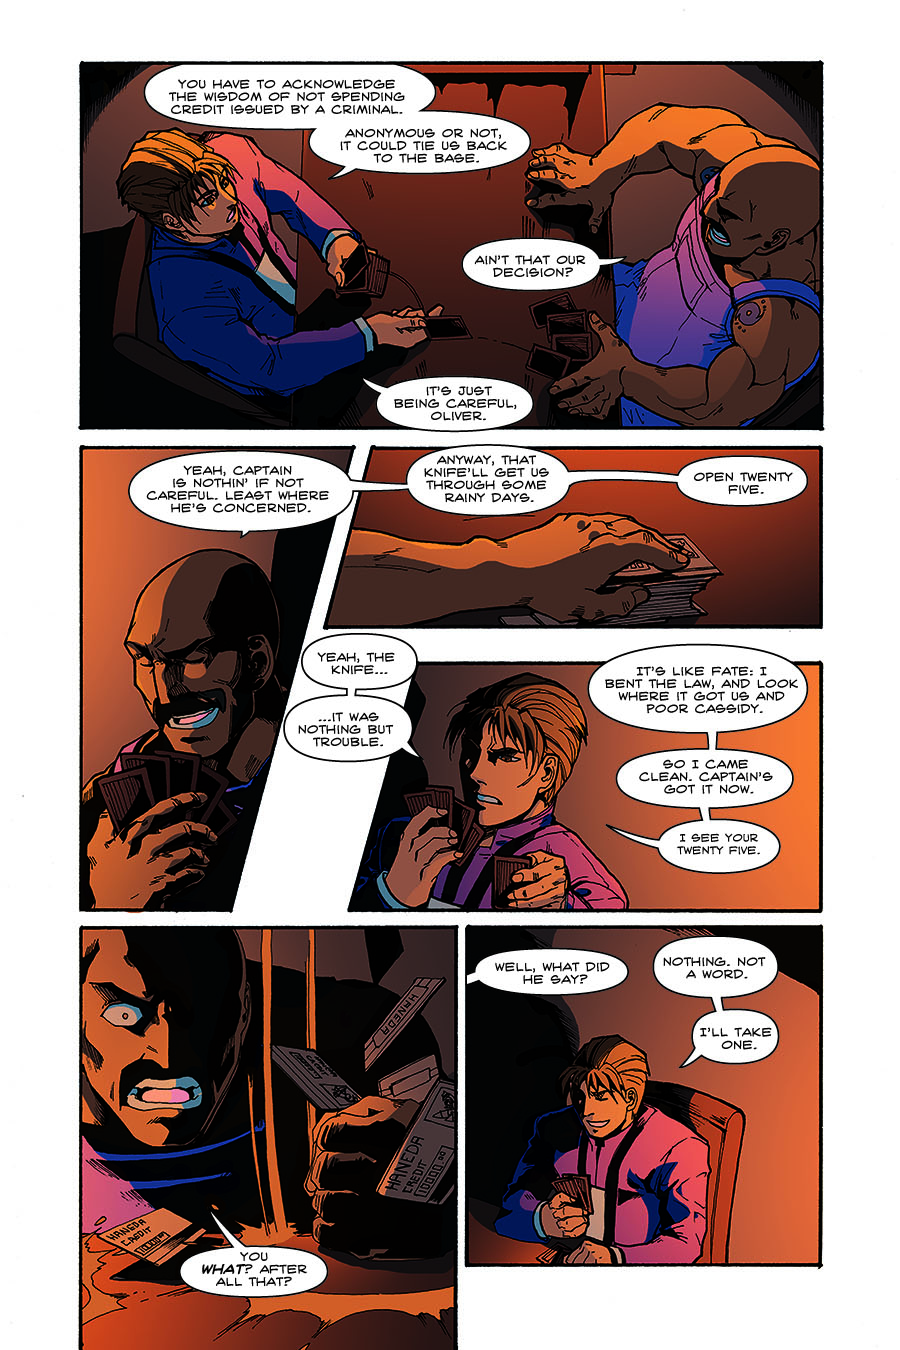 YOU HAVE TO ACKNOWLEDGE
THE WISDOM OF NOT SPENDING
CREDIT ISSUED BY A CRIMINAL.
ANONYMOUS OR NOT,
IT COULD TIE US BACK
TO THE BASE.
AIN'T THAT OUR
DECISION?
IT'S JUST
BEING CAREFUL,
OLIVER.
YEAH, CAPTAIN
IS NOTHIN' IF NOT
CAREFUL. LEAST WHERE
HE'S CONCERNED.
ANYWAY, THAT
KNIFE'LL GET US
THROUGH SOME
RAINY DAYS.
OPEN TWENTY
FIVE.
YEAH, THE
KNIFE...
...IT WAS
NOTHING BUT
TROUBLE.
IT'S LIKE FATE: I
BENT THE LAW, AND LOOK
WHERE IT GOT US AND
POOR CASSIDY.
SO I CAME
CLEAN. CAPTAIN'S
GOT IT NOW.
I SEE YOUR
TWENTY FIVE.
HANEDA
HANEDA
CREDIT
10000.00
HANEDA
CREDIT
YOU
WHAT? AFTER
ALL THAT?
WELL, WHAT DID
HE SAY?
NOTHING. NOT
A WORD.
I'LL TAKE
ONE.